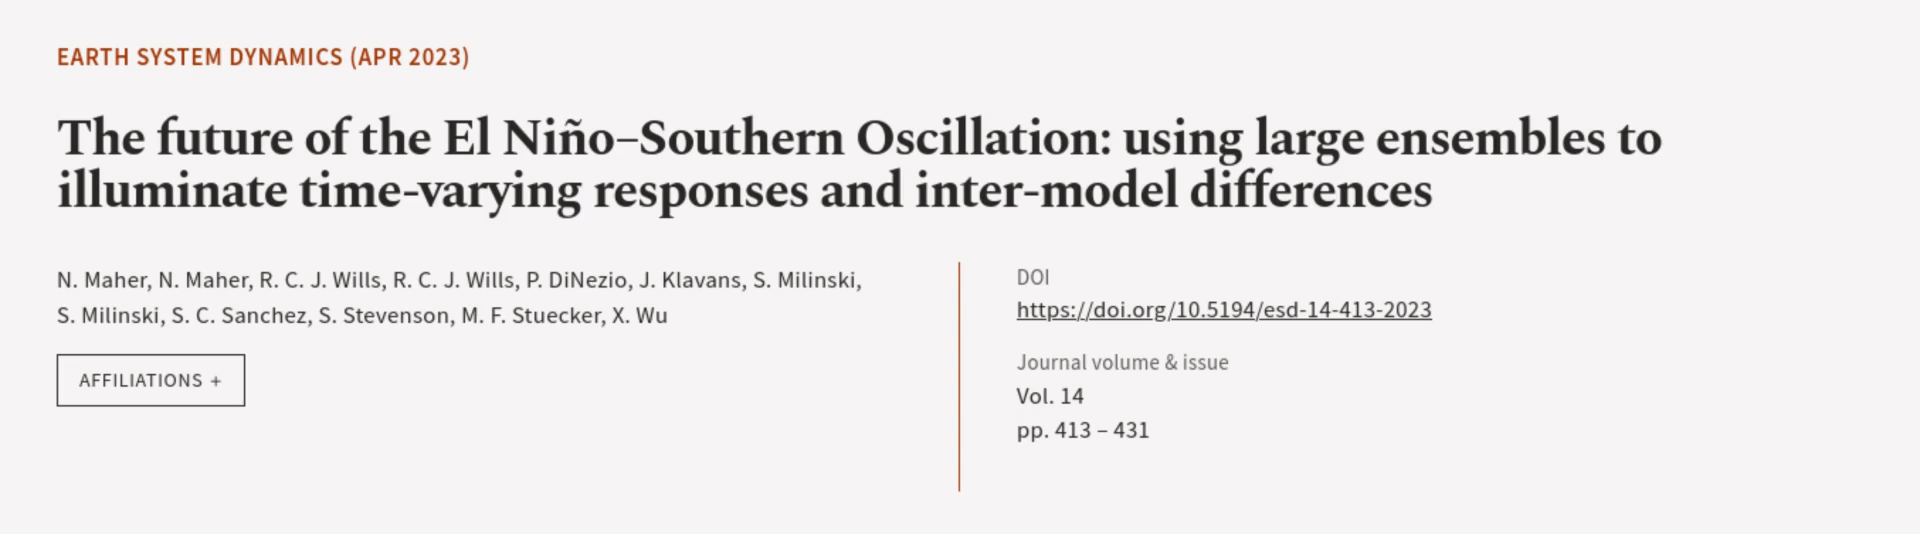 EARTH SYSTEM DYNAMICS (APR 2023)
The future of the El Niño–Southern Oscillation: using large ensembles to
illuminate time-varying responses and inter-model differences
N. Maher, N. Maher, R. C. J. Wills, R. C. J. Wills, P. DiNezio, J. Klavans, S. Milinski,
S. Milinski, S. C. Sanchez, S. Stevenson, M. F. Stuecker, X. Wu
AFFILIATIONS +
DOI
https://doi.org/10.5194/esd-14-413-2023
Journal volume & issue
Vol. 14
pp. 413 – 431